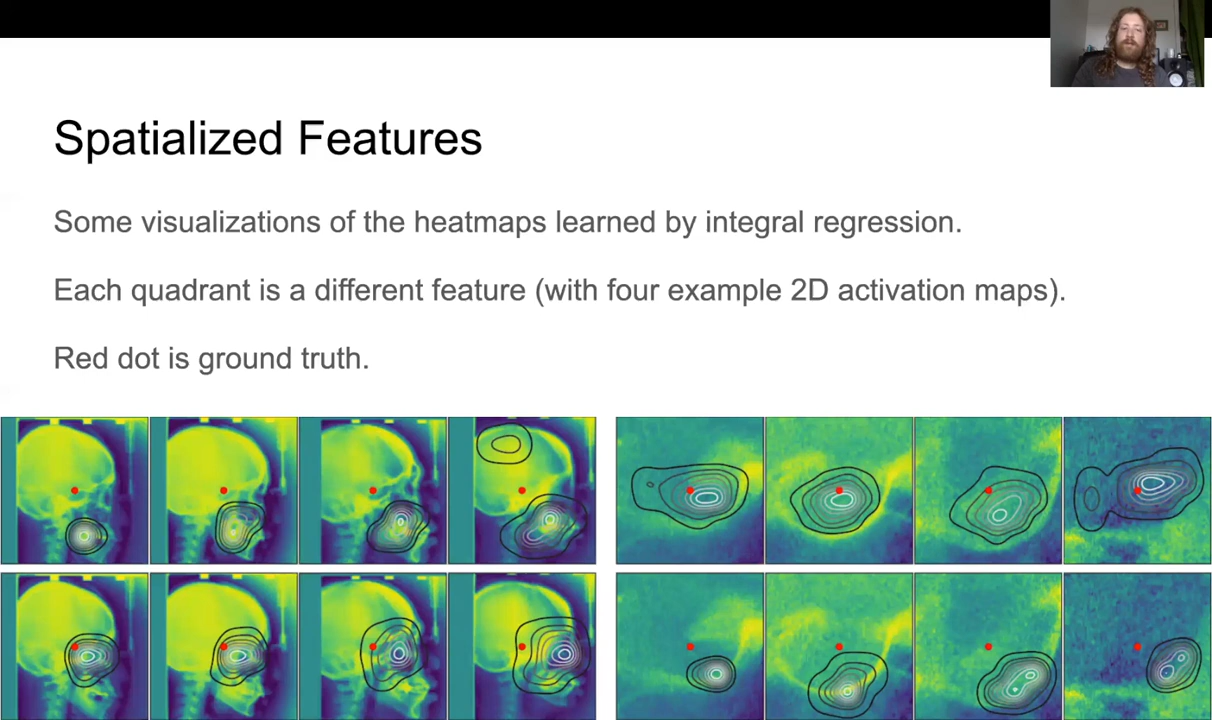 Spatialized Features
Some visualizations of the heatmaps learned by integral regression.
Each quadrant is a different feature (with four example 2D activation maps).
Red dot is ground truth.